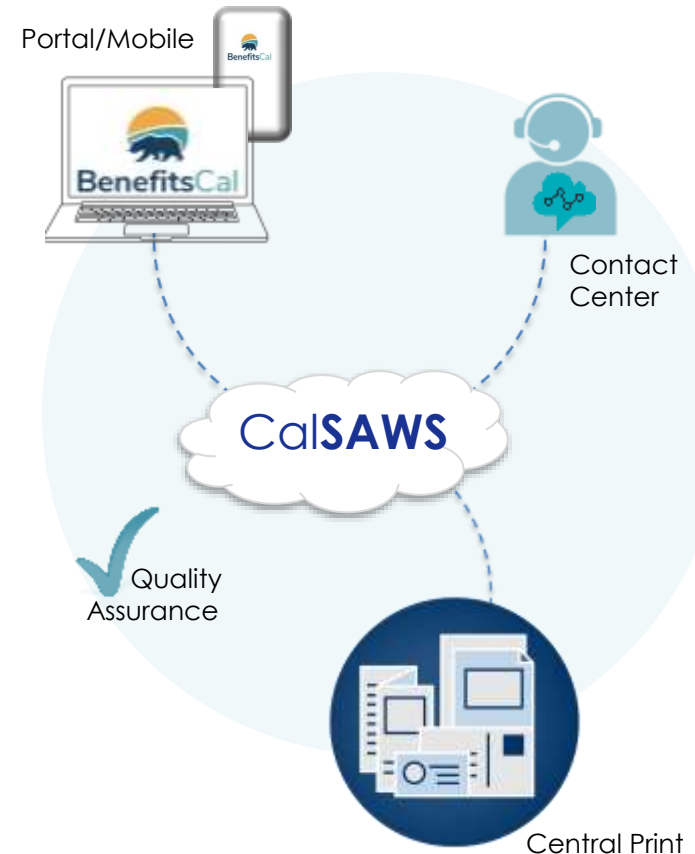 Portal/Mobile
BenefitsCal
BenefitsCal
Contact
Center
CalSAWS
Quality
Assurance
Central Print